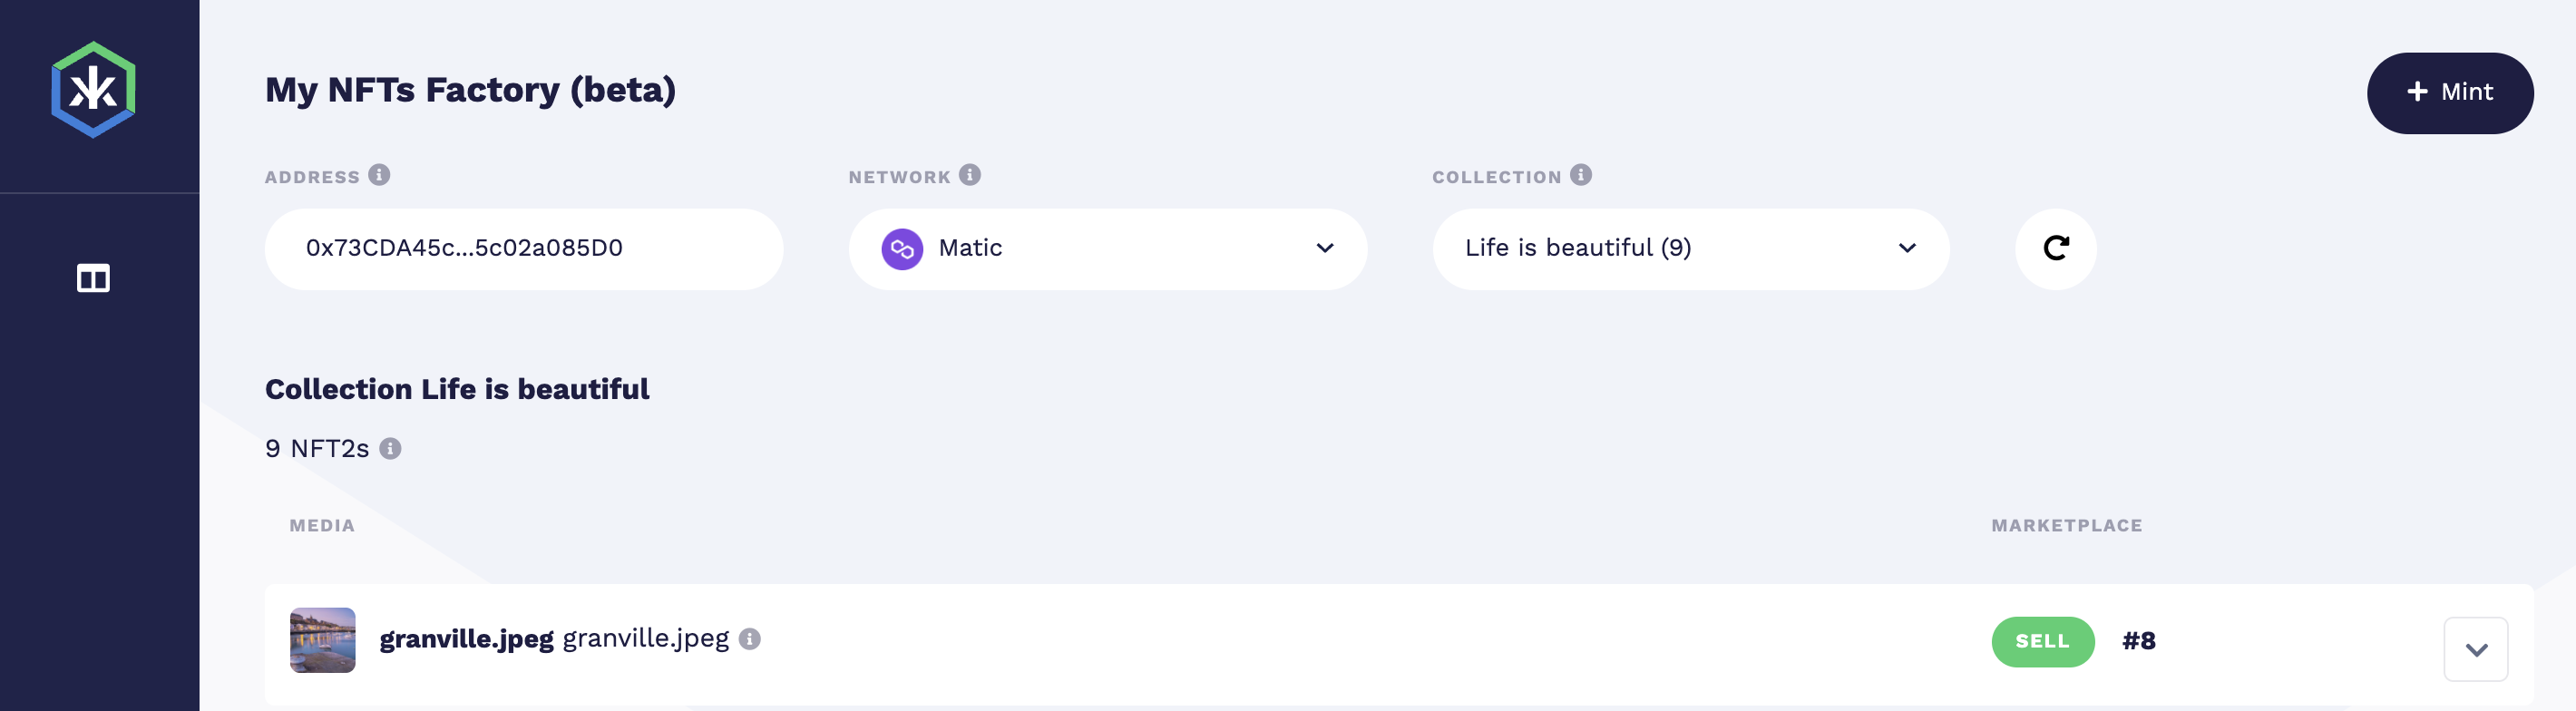 My NFTs Factory (beta)
+ Mint
ADDRESS
NETWORK
COLLECTION
0x73CDA45c...5c02a085D0
Matic
Life is beautiful (9)
Collection Life is beautiful
9 NFT2s
MEDIA
MARKETPLACE
granville.jpeg granville.jpeg
SELL
#8